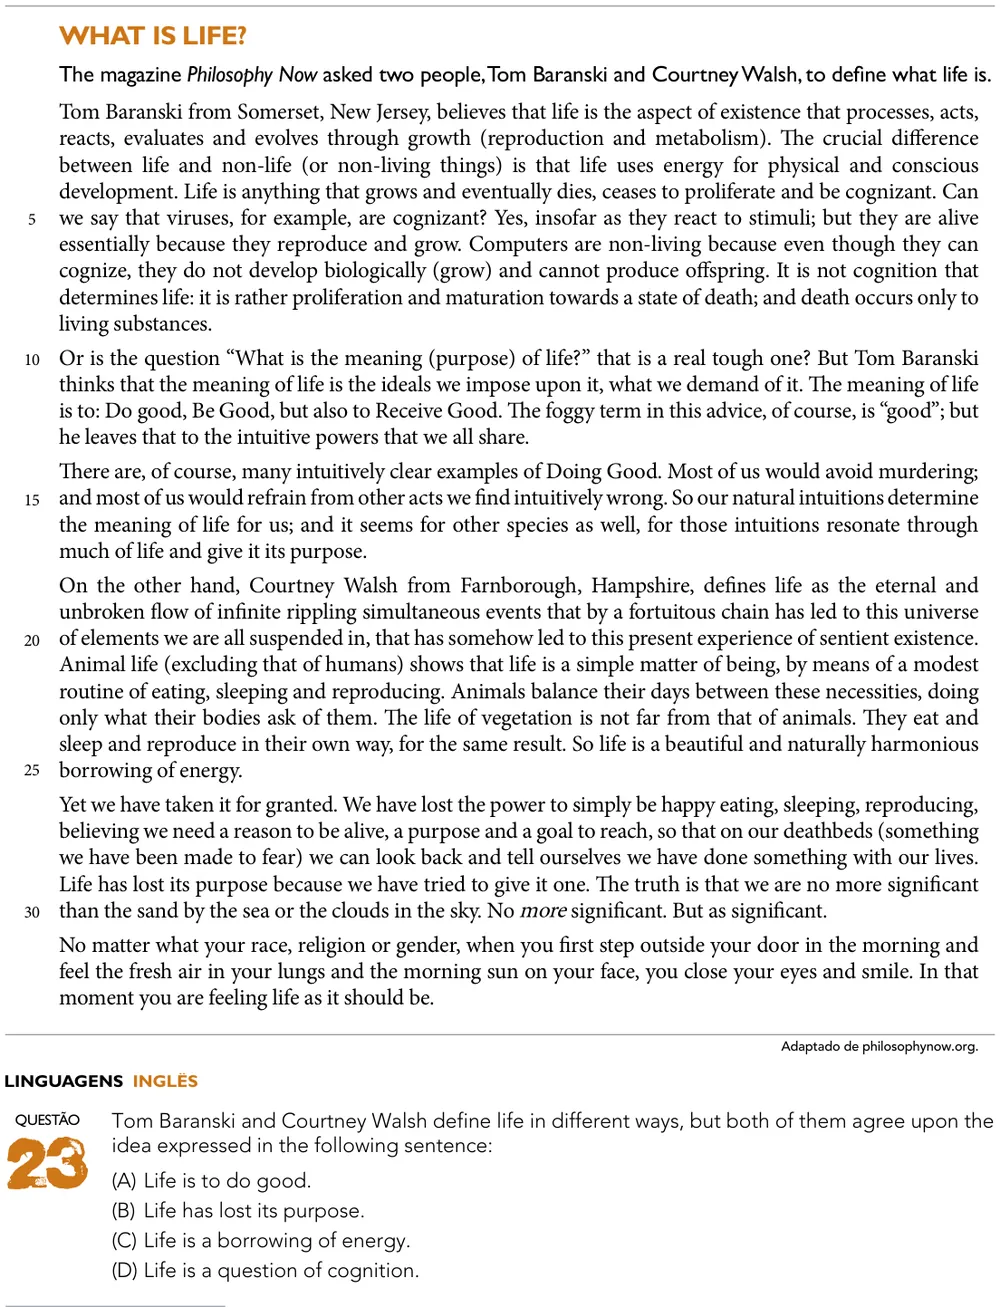 WHAT IS LIFE?
The magazine Philosophy Now asked two people, Tom Baranski and Courtney Walsh, to define what life is.
Tom Baranski from Somerset, New Jersey, believes that life is the aspect of existence that processes, acts,
reacts, evaluates and evolves through growth (reproduction and metabolism). The crucial difference
between life and non-life (or non-living things) is that life uses energy for physical and conscious
development. Life is anything that grows and eventually dies, ceases to proliferate and be cognizant. Can
5 we say that viruses, for example, are cognizant? Yes, insofar as they react to stimuli; but they are alive
essentially because they reproduce and grow. Computers are non-living because even though they can
cognize, they do not develop biologically (grow) and cannot produce offspring. It is not cognition that
determines life: it is rather proliferation and maturation towards a state of death; and death occurs only to
living substances.
10 Or is the question “What is the meaning (purpose) of life?” that is a real tough one? But Tom Baranski
thinks that the meaning of life is the ideals we impose upon it, what we demand of it. The meaning of life
is to: Do good, Be Good, but also to Receive Good. The foggy term in this advice, of course, is “good”; but
he leaves that to the intuitive powers that we all share.
There are, of course, many intuitively clear examples of Doing Good. Most of us would avoid murdering;
15 and most of us would refrain from other acts we find intuitively wrong. So our natural intuitions determine
the meaning of life for us; and it seems for other species as well, for those intuitions resonate through
much of life and give it its purpose.
On the other hand, Courtney Walsh from Farnborough, Hampshire, defines life as the eternal and
unbroken flow of infinite rippling simultaneous events that by a fortuitous chain has led to this universe
20 of elements we are all suspended in, that has somehow led to this present experience of sentient existence.
Animal life (excluding that of humans) shows that life is a simple matter of being, by means of a modest
routine of eating, sleeping and reproducing. Animals balance their days between these necessities, doing
only what their bodies ask of them. The life of vegetation is not far from that of animals. They eat and
sleep and reproduce in their own way, for the same result. So life is a beautiful and naturally harmonious
25 borrowing of energy.
Yet we have taken it for granted. We have lost the power to simply be happy eating, sleeping, reproducing,
believing we need a reason to be alive, a purpose and a goal to reach, so that on our deathbeds (something
we have been made to fear) we can look back and tell ourselves we have done something with our lives.
Life has lost its purpose because we have tried to give it one. The truth is that we are no more significant
30 than the sand by the sea or the clouds in the sky. No more significant. But as significant.
No matter what your race, religion or gender, when you first step outside your door in the morning and
feel the fresh air in your lungs and the morning sun on your face, you close your eyes and smile. In that
moment you are feeling life as it should be.
Adaptado de philosophynow.org.
LINGUAGENS INGLÊS
QUESTÃO
23
Tom Baranski and Courtney Walsh define life in different ways, but both of them agree upon the
idea expressed in the following sentence:
(A) Life is to do good.
(B) Life has lost its purpose.
(C) Life is a borrowing of energy.
(D) Life is a question of cognition.